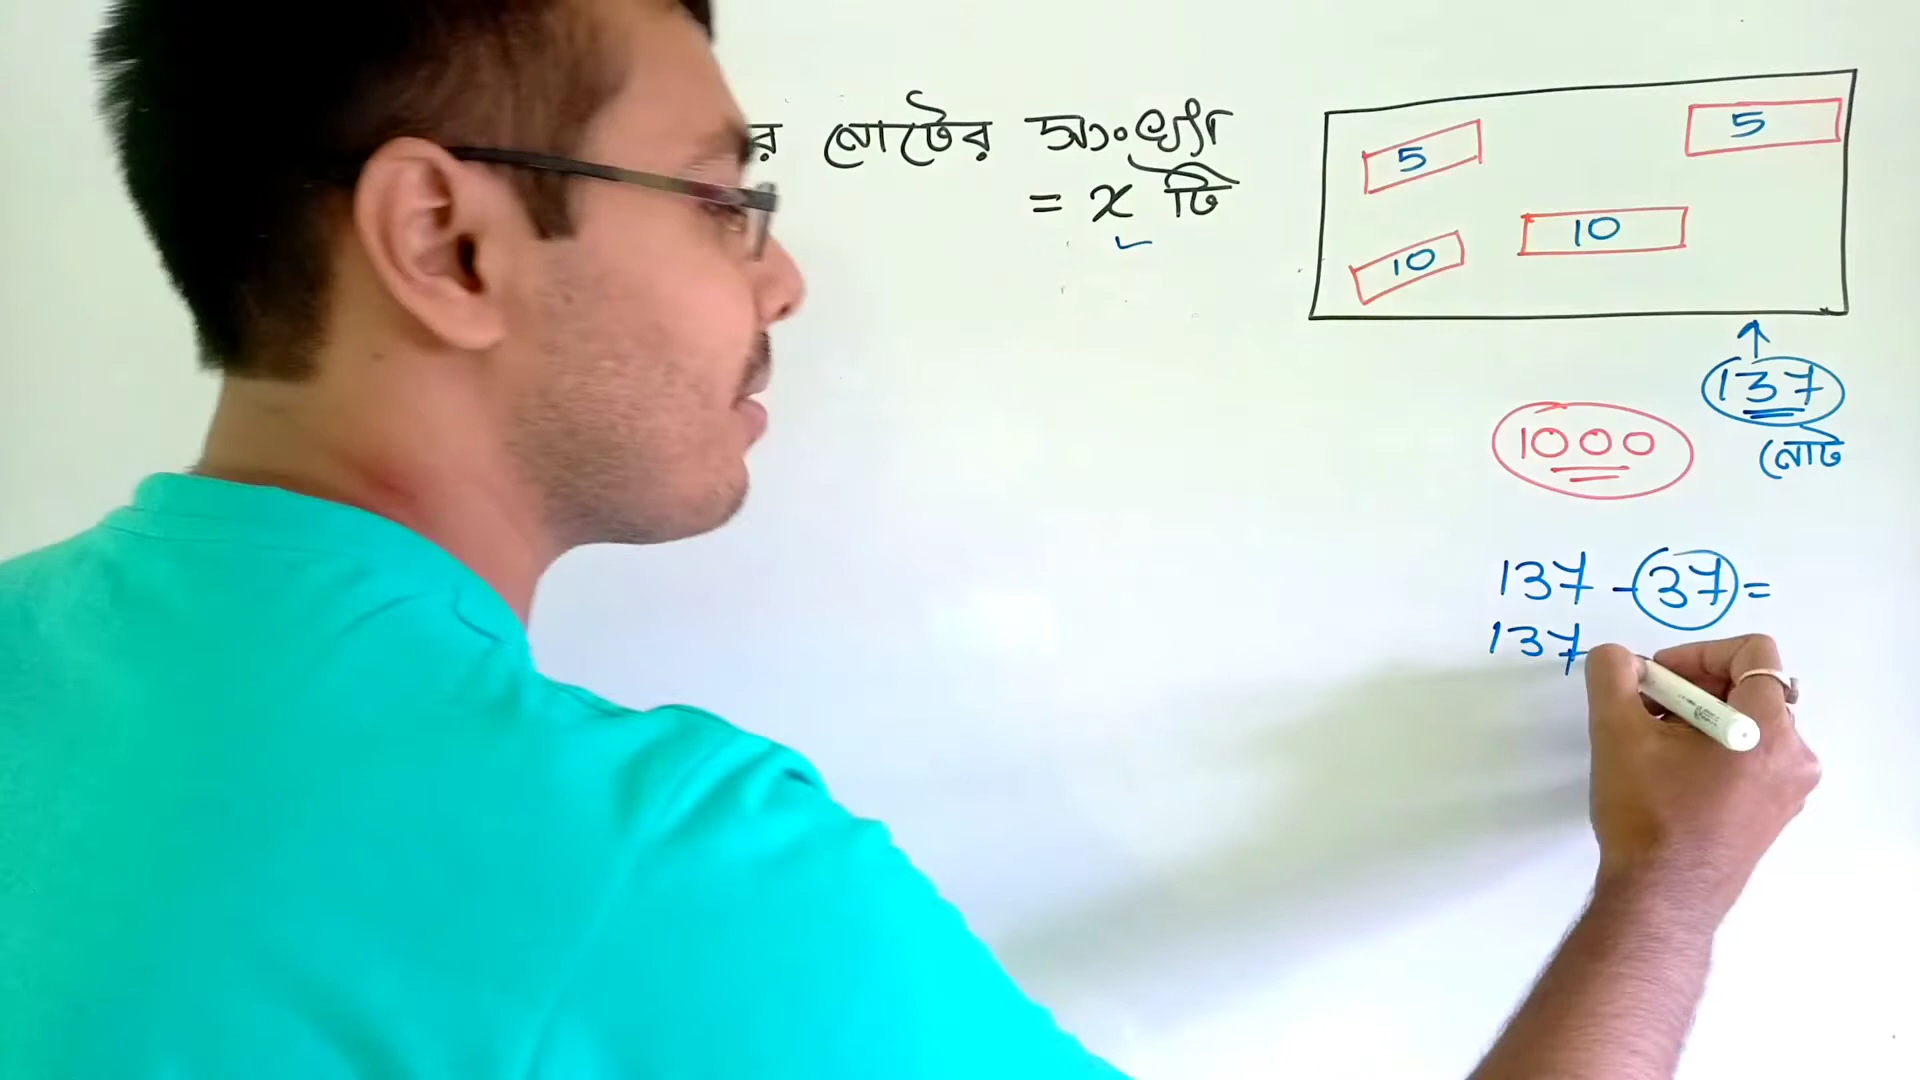 র নোটের সংখ্যা
= x টি
5
5
10
10
137
নোট
1000
137 - 37 =
137